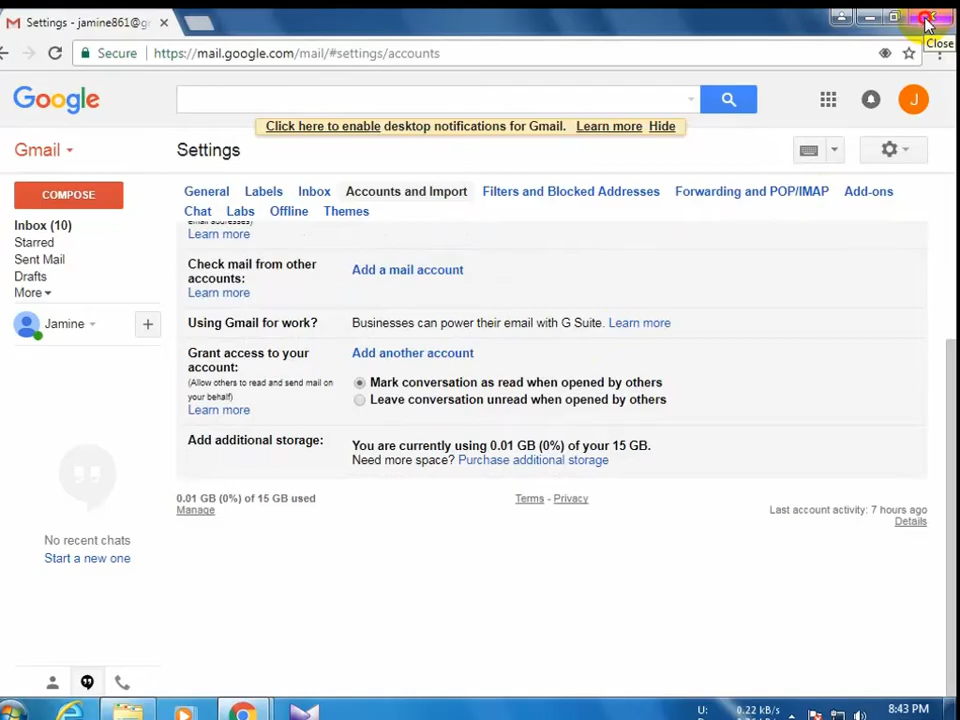 Settings - jamine861@g
Close
Secure
https://mail.google.com/mail/#settings/accounts
Google
J
Click here to enable desktop notifications for Gmail. Learn more Hide
Gmail
Settings
COMPOSE
General Labels Inbox Accounts and Import Filters and Blocked Addresses Forwarding and POP/IMAP Add-ons
Chat Labs Offline Themes
Inbox (10)
Starred
Sent Mail
Drafts
More
Jamine
email addresses)
Learn more
Check mail from other
accounts:
Learn more
Add a mail account
Using Gmail for work?
Businesses can power their email with G Suite. Learn more
Grant access to your
account:
(Allow others to read and send mail on
your behalf)
Learn more
Add another account
Mark conversation as read when opened by others
Leave conversation unread when opened by others
Add additional storage:
You are currently using 0.01 GB (0%) of your 15 GB.
Need more space? Purchase additional storage
0.01 GB (0%) of 15 GB used
Manage
Terms - Privacy
Last account activity: 7 hours ago
Details
No recent chats
Start a new one
U: 0.22 kB/s
8:43 PM